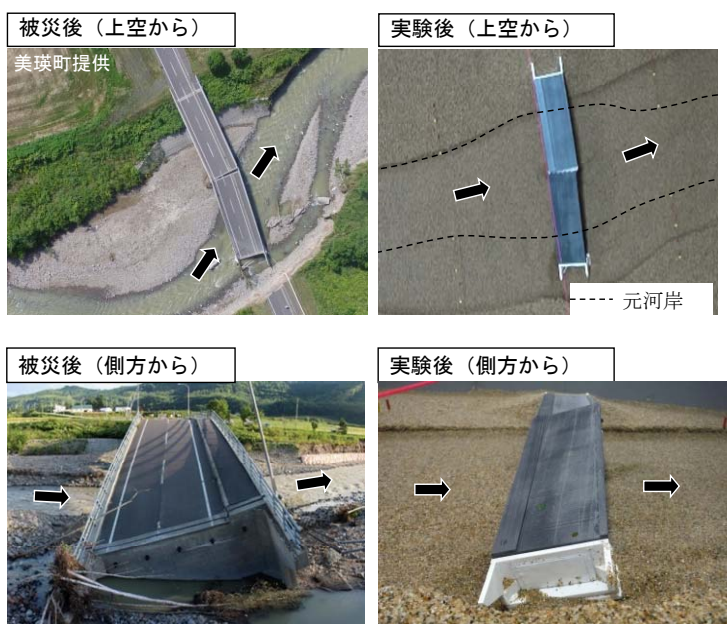 被災後（上空から）
美瑛町提供
実験後（上空から）
元河岸
被災後（側方から）
実験後（側方から）